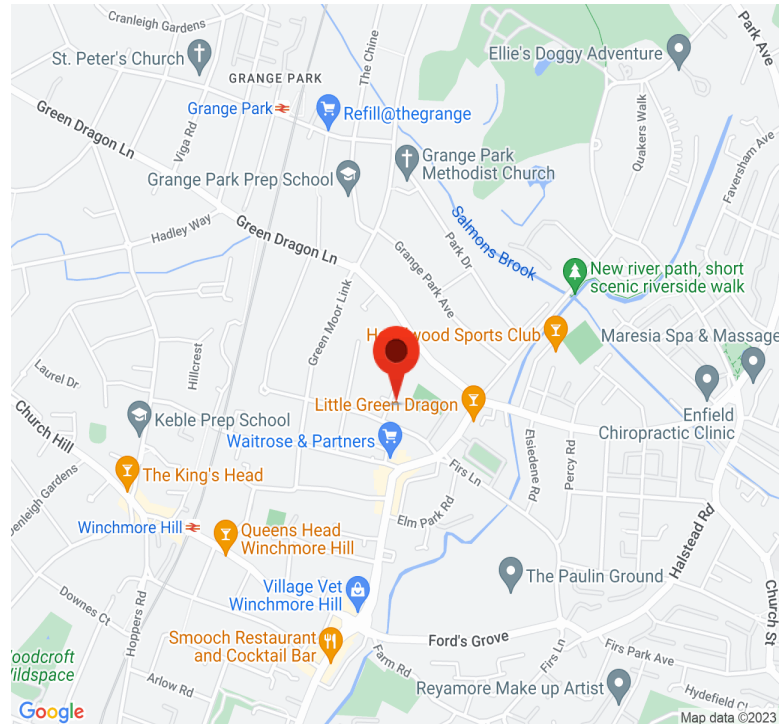 Cranleigh Gardens
St. Peter's Church
GRANGE PARK
The Chine
Ellie's Doggy Adventure
Park Ave
Green Dragon Ln
Viga Rd
Grange Park
Refill@thegrange
Quakers Walk
Faversham Ave
Grange Park
Methodist Church
Grange Park Prep School
Hadley Way
Green Dragon Ln
Salmons Brook
Park Dr
Grange Park Ave
New river path, short
scenic riverside walk
Green Moor Link
Sports Club
Maresia Spa & Massage
Laurel Dr
Hillcrest
Little Green Dragon
Enfield
Chiropractic Clinic
Keble Prep School
Church Hill
Waitrose & Partners
Elsiedene Rd
Percy Rd
Firs Ln
The King's Head
Denleigh Gardens
Elm Park Rd
Halstead Rd
Winchmore Hill
Queens Head
Winchmore Hill
The Paulin Ground
Village Vet
Winchmore Hill
Downes Ct
Hoppers Rd
Church St
Smooch Restaurant
and Cocktail Bar
Ford's Grove
Firs Ln
Firs Park Ave
Farm Rd
Arlow Rd
Reyamore Make up Artist
Google
Map data ©2023